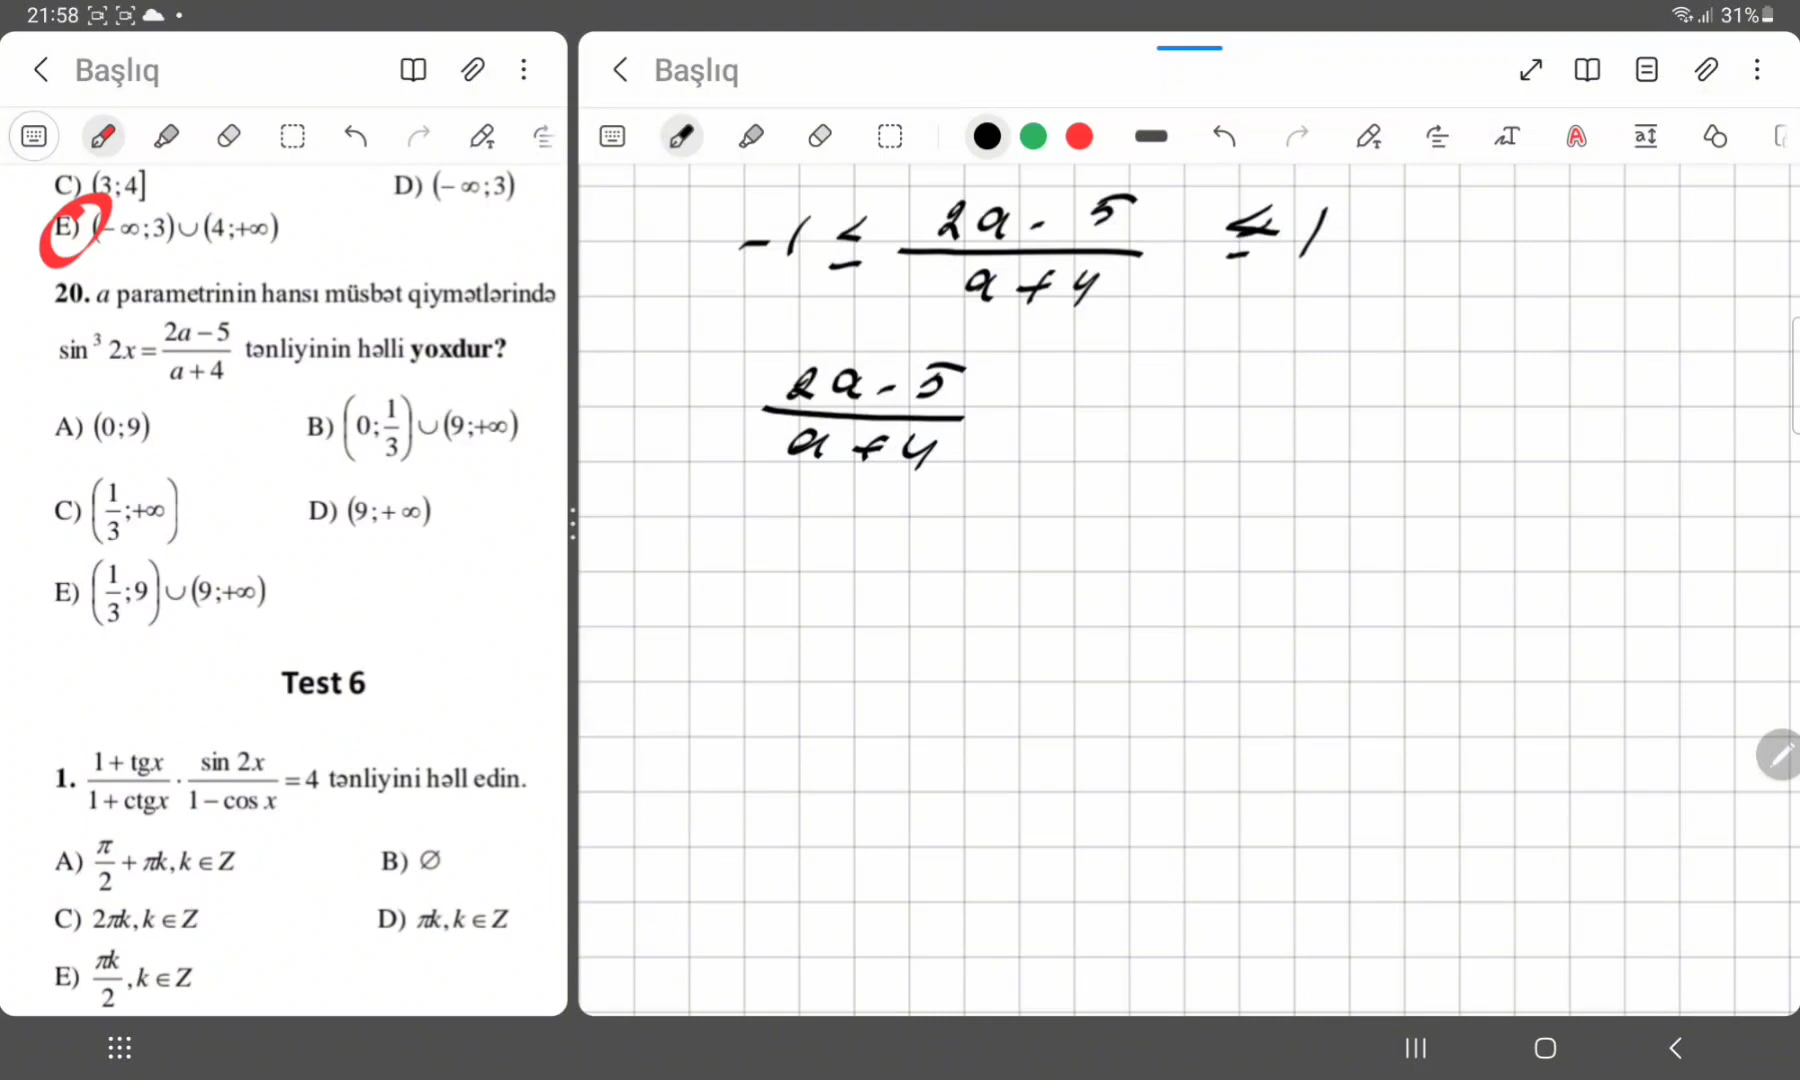 21:58
31%
Başlıq
C) (3;4] D) (− ∞;3)
E) (− ∞;3)∪(4;+∞)
20. a parametrinin hansı müsbət qiymətlərində
sin³ 2x = (2a − 5)/(a + 4) tənliyinin həlli yoxdur?
A) (0;9) B) (0; 1/3)∪(9;+∞)
C) (1/3;+∞) D) (9;+ ∞)
E) (1/3;9)∪(9;+∞)
Test 6
1. (1 + tgx)/(1 + ctgx) · (sin 2x)/(1 − cos x) = 4 tənliyini həll edin.
A) π/2 + πk, k ∈ Z B) ∅
C) 2πk, k ∈ Z D) πk, k ∈ Z
E) πk/2, k ∈ Z
Başlıq
−1 ≤ (2a − 5)/(a + 4) ≤ 1
(2a − 5)/(a + 4)